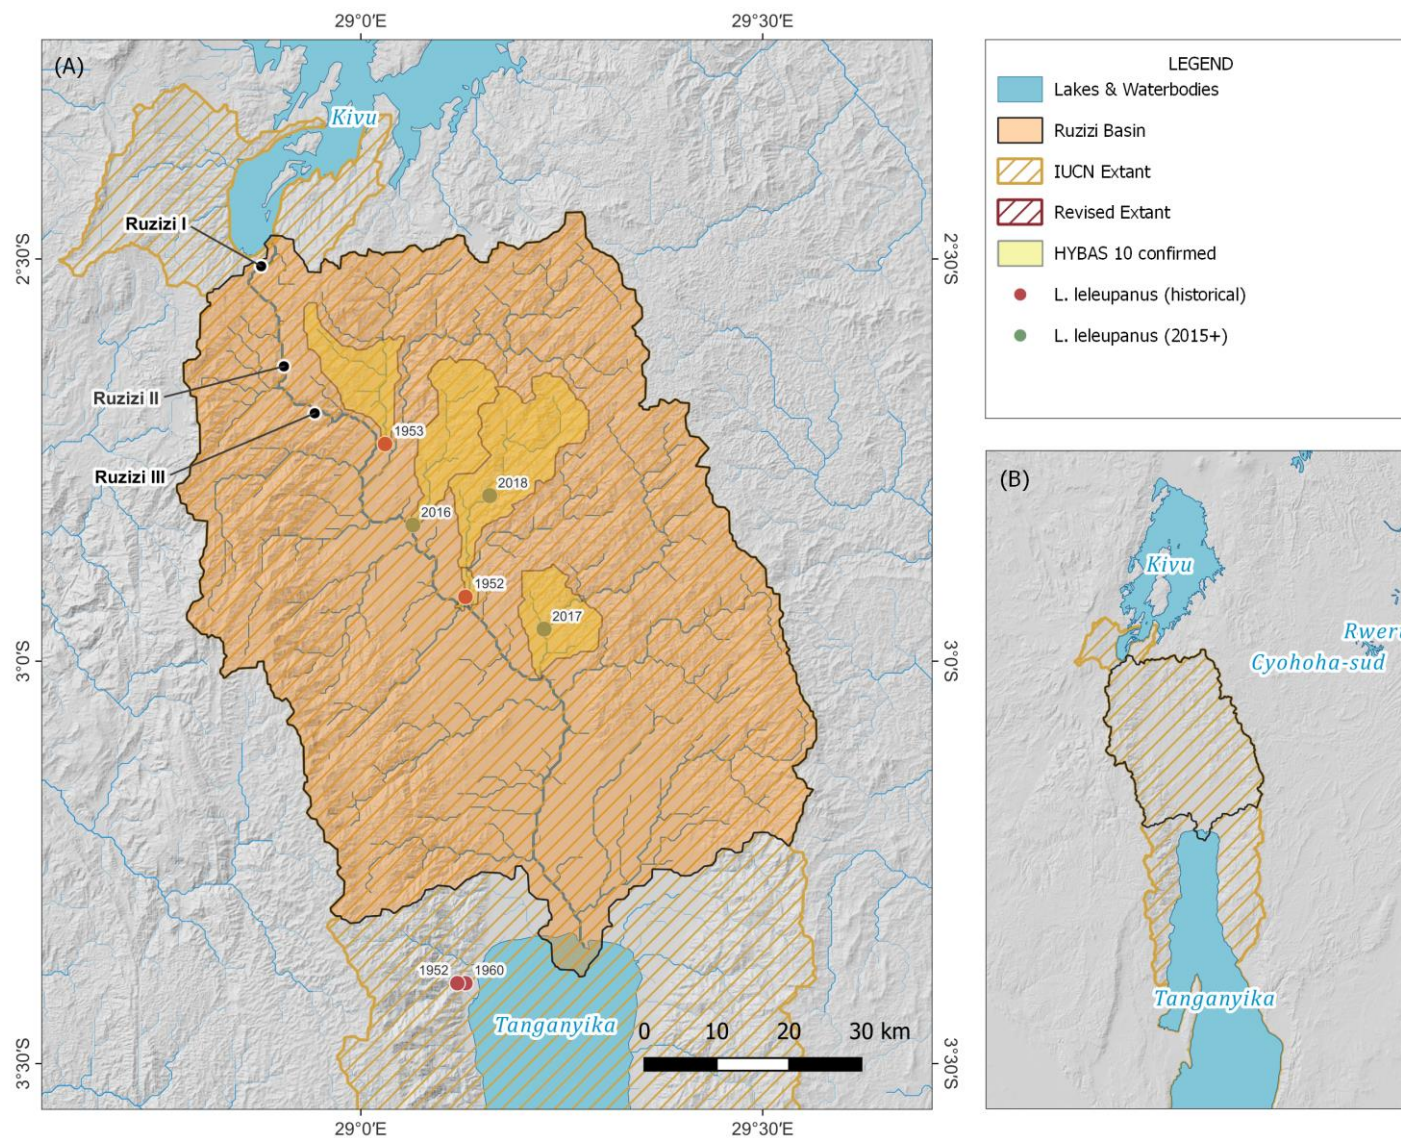 29°0'E
29°30'E
(A)
Kivu
Ruzizi I
2°30'S
2°30'S
Ruzizi II
Ruzizi III
1953
2018
2016
1952
2017
3°0'S
3°0'S
1952
1960
Tanganyika
0 10 20 30 km
3°30'S
3°30'S
29°0'E
29°30'E
LEGEND
Lakes & Waterbodies
Ruzizi Basin
IUCN Extant
Revised Extant
HYBAS 10 confirmed
L. leleupanus (historical)
L. leleupanus (2015+)
(B)
Kivu
Rweru
Cyohoha-sud
Tanganyika